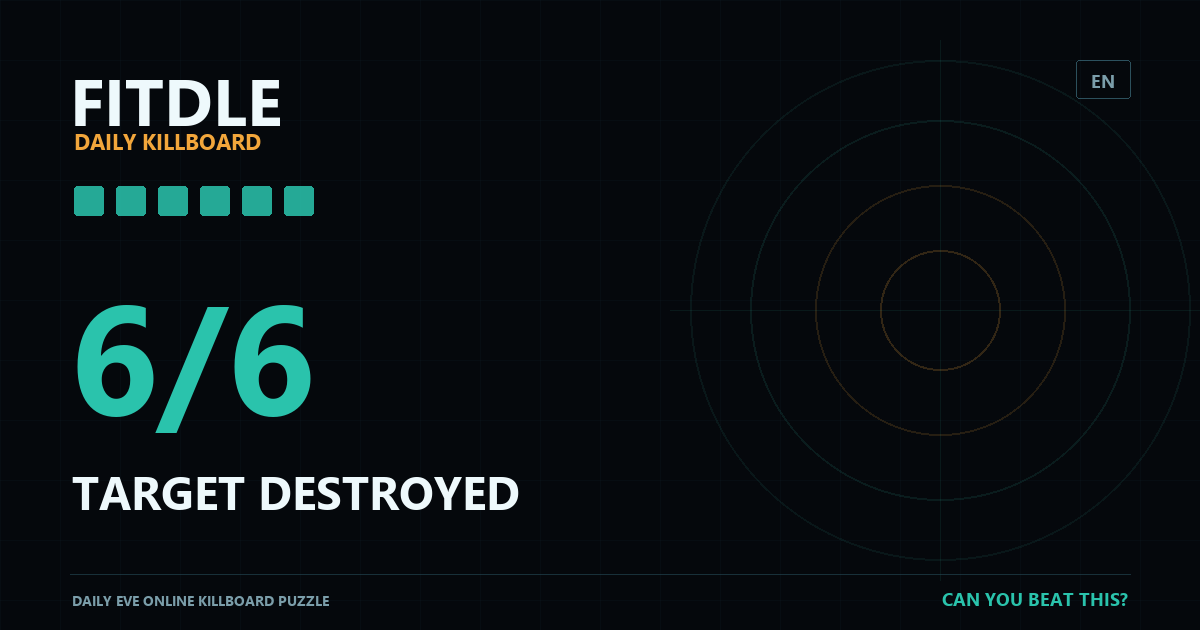 FITDLE
EN
DAILY KILLBOARD
6/6
TARGET DESTROYED
DAILY EVE ONLINE KILLBOARD PUZZLE
CAN YOU BEAT THIS?